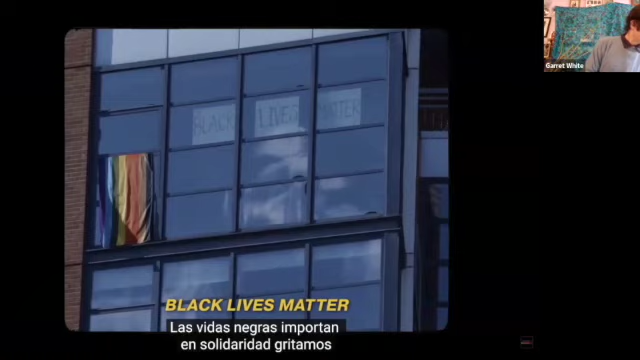 Garret White
BLACK LIVES MATTER
BLACK LIVES MATTER
Las vidas negras importan
en solidaridad gritamos